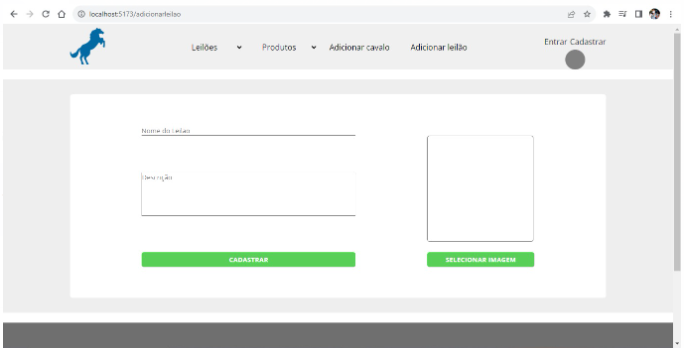 localhost:5173/adicionarleilao
Leilões Produtos Adicionar cavalo Adicionar leilão Entrar Cadastrar
Nome do Leilão
Descrição
CADASTRAR SELECIONAR IMAGEM